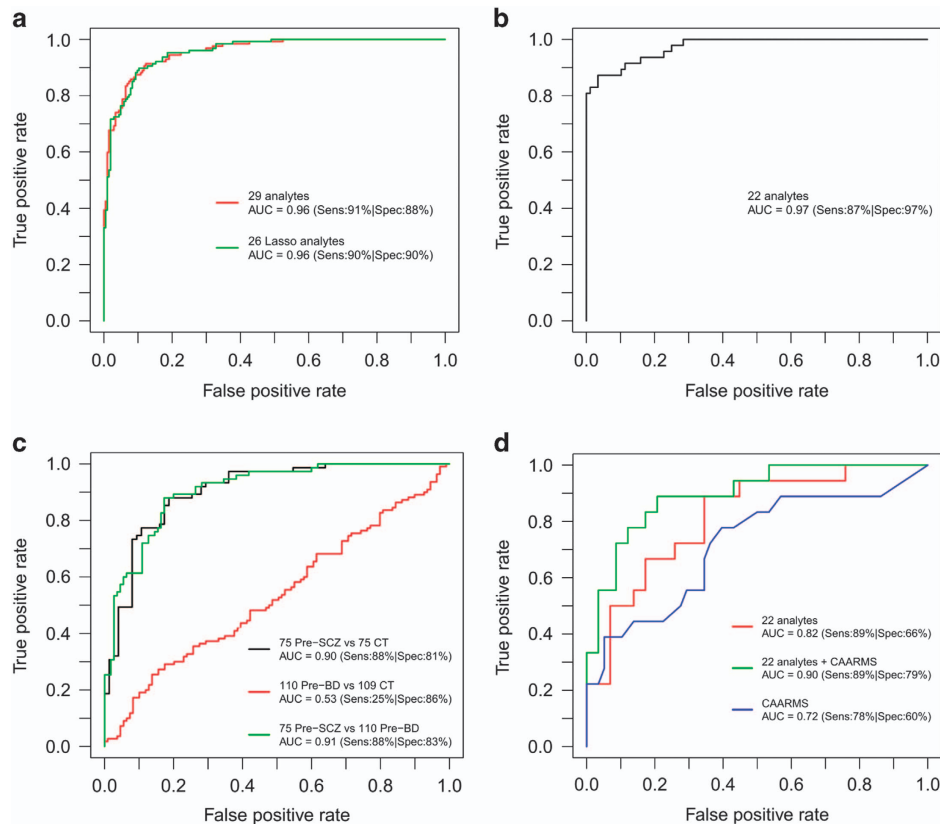 a
True positive rate
1.0
0.8
0.6
0.4
0.2
0.0
29 analytes
AUC = 0.96 (Sens:91%|Spec:88%)
26 Lasso analytes
AUC = 0.96 (Sens:90%|Spec:90%)
0.0 0.2 0.4 0.6 0.8 1.0
False positive rate
b
True positive rate
1.0
0.8
0.6
0.4
0.2
0.0
22 analytes
AUC = 0.97 (Sens:87%|Spec:97%)
0.0 0.2 0.4 0.6 0.8 1.0
False positive rate
c
True positive rate
1.0
0.8
0.6
0.4
0.2
0.0
75 Pre−SCZ vs 75 CT
AUC = 0.90 (Sens:88%|Spec:81%)
110 Pre−BD vs 109 CT
AUC = 0.53 (Sens:25%|Spec:86%)
75 Pre−SCZ vs 110 Pre−BD
AUC = 0.91 (Sens:88%|Spec:83%)
0.0 0.2 0.4 0.6 0.8 1.0
False positive rate
d
True positive rate
1.0
0.8
0.6
0.4
0.2
0.0
22 analytes
AUC = 0.82 (Sens:89%|Spec:66%)
22 analytes + CAARMS
AUC = 0.90 (Sens:89%|Spec:79%)
CAARMS
AUC = 0.72 (Sens:78%|Spec:60%)
0.0 0.2 0.4 0.6 0.8 1.0
False positive rate